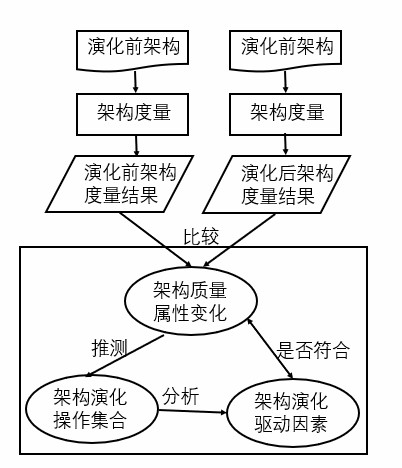 演化前架构
演化前架构
架构度量
架构度量
演化前架构
度量结果
演化后架构
度量结果
比较
架构质量
属性变化
推测
是否符合
架构演化
操作集合
分析
架构演化
驱动因素